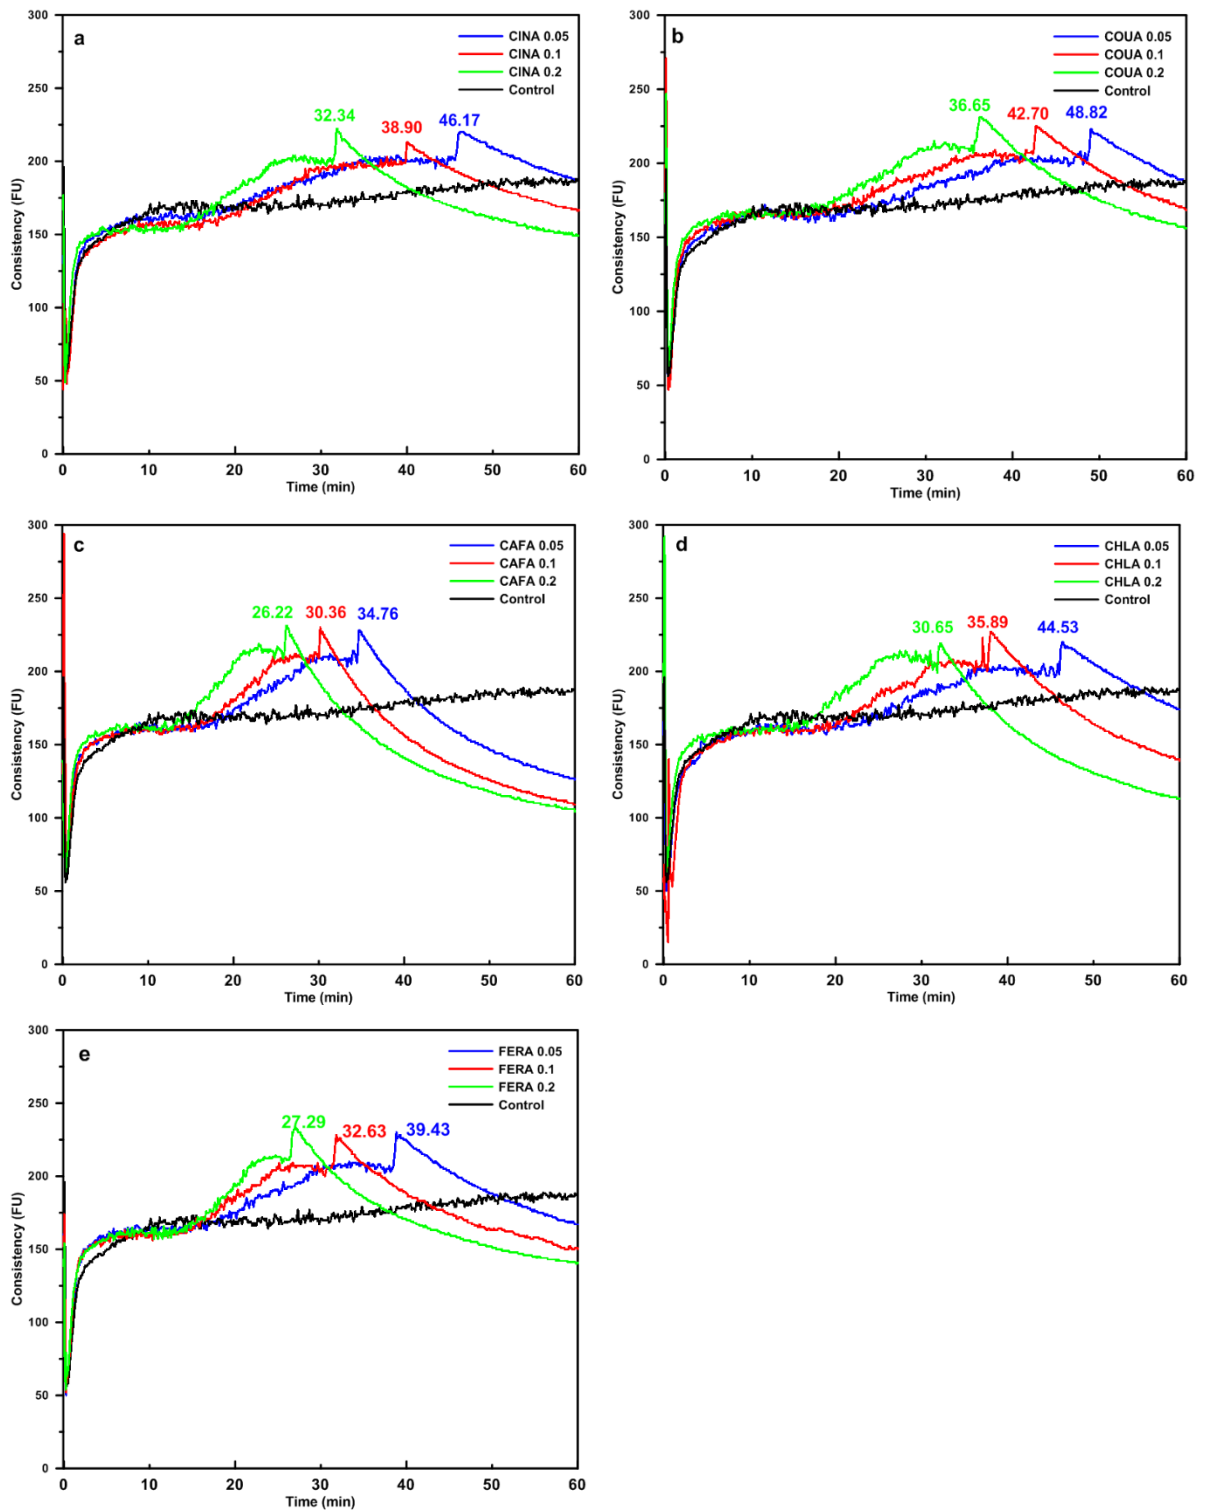 a
CINA 0.05
CINA 0.1
CINA 0.2
Control
32.34
38.90
46.17
300
250
200
150
100
50
0
Consistency (FU)
0 10 20 30 40 50 60
Time (min)
b
COUA 0.05
COUA 0.1
COUA 0.2
Control
36.65
42.70
48.82
300
250
200
150
100
50
0
Consistency (FU)
0 10 20 30 40 50 60
Time (min)
c
CAFA 0.05
CAFA 0.1
CAFA 0.2
Control
26.22
30.36
34.76
300
250
200
150
100
50
0
Consistency (FU)
0 10 20 30 40 50 60
Time (min)
d
CHLA 0.05
CHLA 0.1
CHLA 0.2
Control
30.65
35.89
44.53
300
250
200
150
100
50
0
Consistency (FU)
0 10 20 30 40 50 60
Time (min)
e
FERA 0.05
FERA 0.1
FERA 0.2
Control
27.29
32.63
39.43
300
250
200
150
100
50
0
Consistency (FU)
0 10 20 30 40 50 60
Time (min)